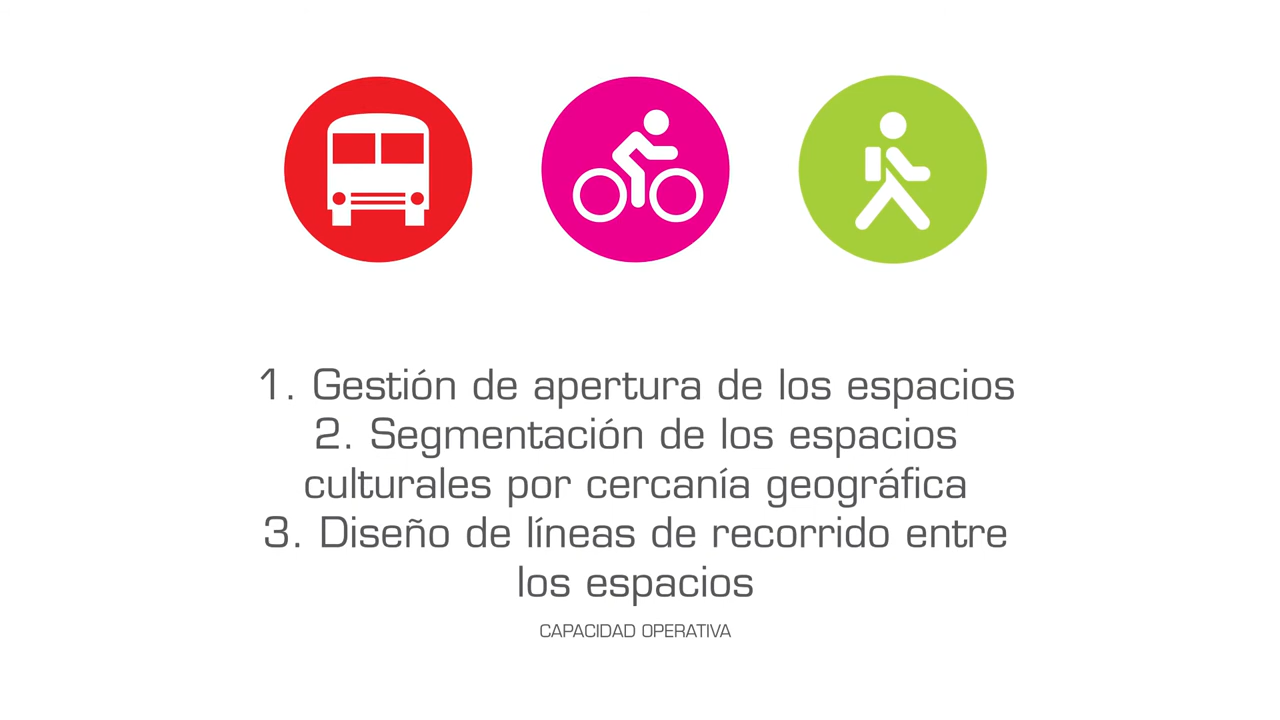 1. Gestión de apertura de los espacios
2. Segmentación de los espacios
culturales por cercanía geográfica
3. Diseño de líneas de recorrido entre
los espacios
CAPACIDAD OPERATIVA